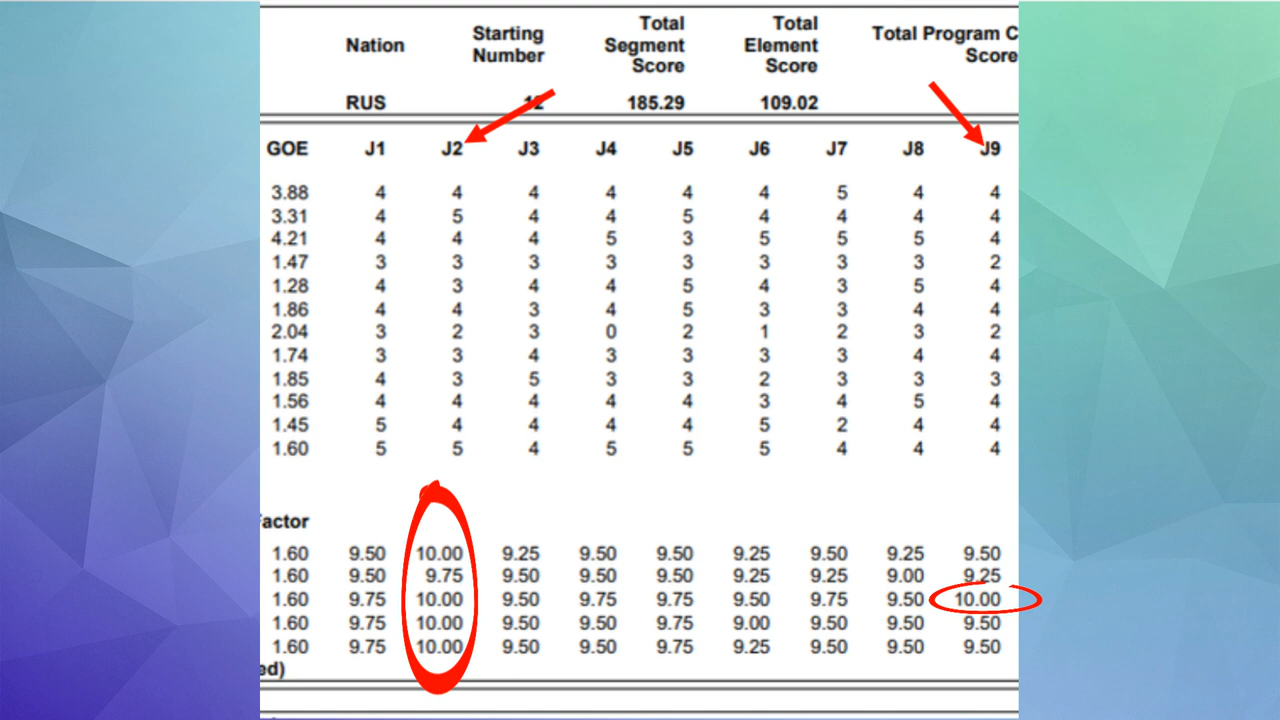 Nation Starting Number Total Segment Score Total Element Score Total Program C Score
RUS 12 185.29 109.02
GOE J1 J2 J3 J4 J5 J6 J7 J8 J9
3.88 4 4 4 4 4 4 5 4 4
3.31 4 5 4 4 5 4 4 4 4
4.21 4 4 4 5 3 5 5 5 4
1.47 3 3 3 3 3 3 3 3 2
1.28 4 3 4 4 5 4 3 5 4
1.86 4 4 3 4 5 3 3 4 4
2.04 3 2 3 0 2 1 2 3 2
1.74 3 3 4 3 3 3 3 4 4
1.85 4 3 5 3 3 2 3 3 3
1.56 4 4 4 4 4 3 4 5 4
1.45 5 4 4 4 4 5 2 4 4
1.60 5 5 4 5 5 5 4 4 4
Factor
1.60 9.50 10.00 9.25 9.50 9.50 9.25 9.50 9.25 9.50
1.60 9.50 9.75 9.50 9.50 9.50 9.25 9.25 9.00 9.25
1.60 9.75 10.00 9.50 9.75 9.75 9.50 9.75 9.50 10.00
1.60 9.75 10.00 9.50 9.50 9.75 9.00 9.50 9.50 9.50
1.60 9.75 10.00 9.50 9.50 9.75 9.25 9.50 9.50 9.50
ed)